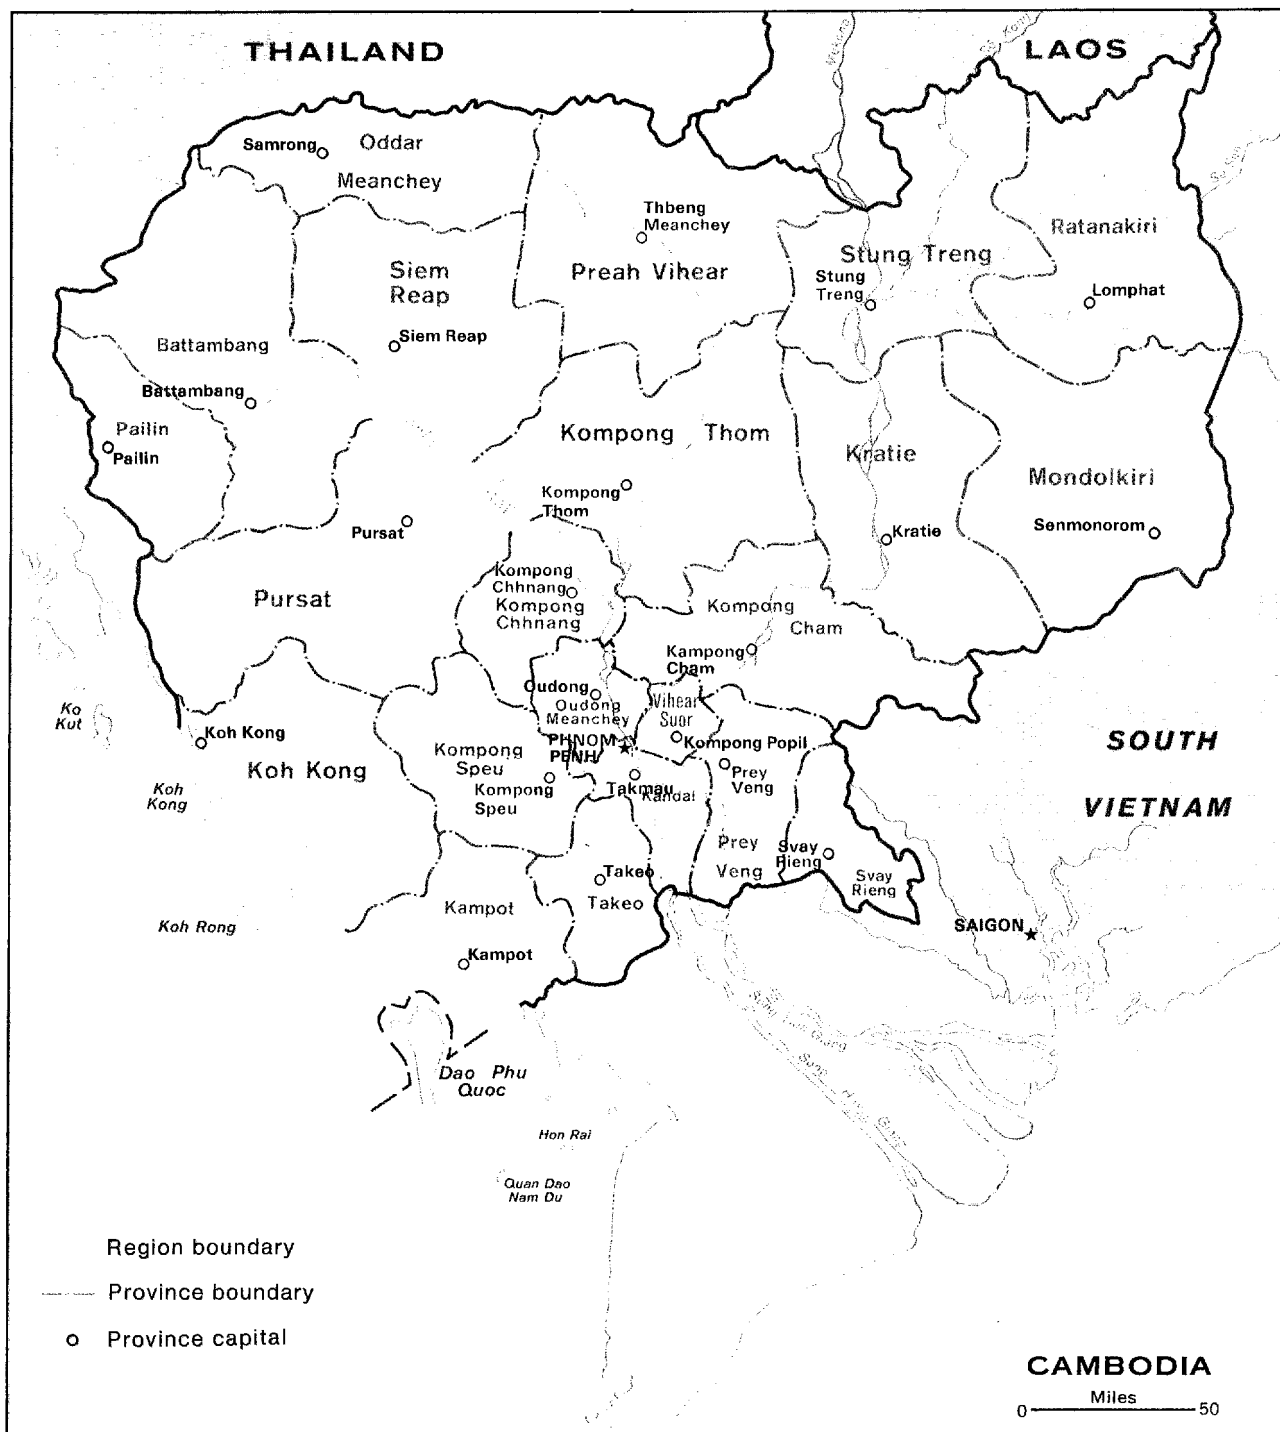 THAILAND
LAOS
Mekong
Se Kong
Samrong
Oddar
Meanchey
Thbeng
Meanchey
Preah Vihear
Siem
Reap
Siem Reap
Stung Treng
Stung
Treng
Ratanakiri
Lomphat
Battambang
Battambang
Pailin
Pailin
Kompong Thom
Kompong
Thom
Kratie
Kratie
Mondolkiri
Senmonorom
Pursat
Pursat
Kompong
Chhnang
Kompong
Chhnang
Kompong
Cham
Kampong
Cham
Oudong
Oudong
Meanchey
Vihear
Suor
PHNOM
PENH
Kompong Popil
Ko
Kut
Koh Kong
Koh Kong
Koh
Kong
Kompong
Speu
Kompong
Speu
Takmau
Kandal
Prey
Veng
Prey
Veng
Svay
Rieng
Svay
Rieng
SOUTH
VIETNAM
Takeo
Takeo
Kampot
Kampot
Koh Rong
SAIGON
Dao Phu
Quoc
Hon Rai
Quan Dao
Nam Du
Region boundary
Province boundary
Province capital
CAMBODIA
Miles
0 50